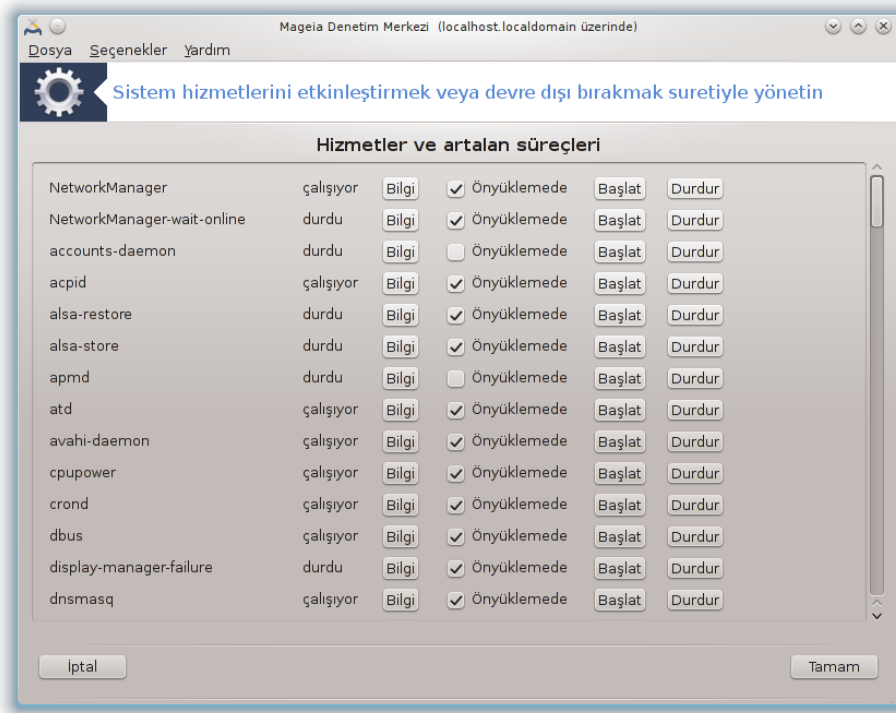 Mageia Denetim Merkezi (localhost.localdomain üzerinde)
Dosya Seçenekler Yardım
Sistem hizmetlerini etkinleştirmek veya devre dışı bırakmak suretiyle yönetin
Hizmetler ve artalan süreçleri
NetworkManager çalışıyor Bilgi Önyüklemede Başlat Durdur
NetworkManager-wait-online durdu Bilgi Önyüklemede Başlat Durdur
accounts-daemon durdu Bilgi Önyüklemede Başlat Durdur
acpid çalışıyor Bilgi Önyüklemede Başlat Durdur
alsa-restore durdu Bilgi Önyüklemede Başlat Durdur
alsa-store durdu Bilgi Önyüklemede Başlat Durdur
apmd durdu Bilgi Önyüklemede Başlat Durdur
atd çalışıyor Bilgi Önyüklemede Başlat Durdur
avahi-daemon çalışıyor Bilgi Önyüklemede Başlat Durdur
cpupower çalışıyor Bilgi Önyüklemede Başlat Durdur
crond çalışıyor Bilgi Önyüklemede Başlat Durdur
dbus çalışıyor Bilgi Önyüklemede Başlat Durdur
display-manager-failure durdu Bilgi Önyüklemede Başlat Durdur
dnsmasq çalışıyor Bilgi Önyüklemede Başlat Durdur
İptal Tamam